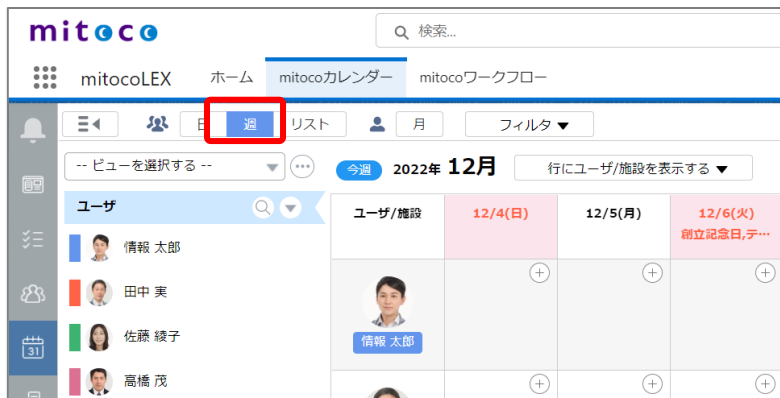 mitoco
検索...
mitocoLEX ホーム mitocoカレンダー mitocoワークフロー
週 リスト 月 フィルタ ▼
-- ビューを選択する --
今週 2022年 12月 行にユーザ/施設を表示する ▼
ユーザ
ユーザ/施設 12/4(日) 12/5(月) 12/6(火)
創立記念日,テ…
情報 太郎
田中 実
佐藤 綾子
高橋 茂
情報 太郎
31